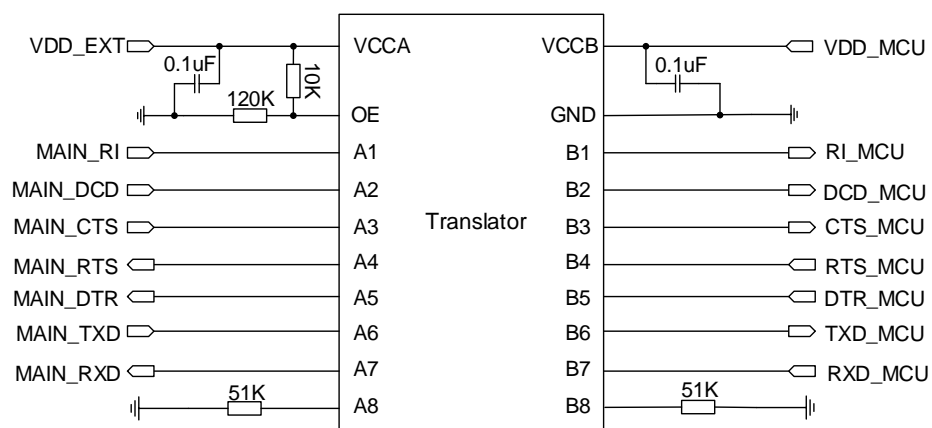 VDD_EXT VCCA VCCB VDD_MCU
0.1uF 10K 0.1uF
120K OE GND
MAIN_RI A1 B1 RI_MCU
MAIN_DCD A2 B2 DCD_MCU
MAIN_CTS A3 Translator B3 CTS_MCU
MAIN_RTS A4 B4 RTS_MCU
MAIN_DTR A5 B5 DTR_MCU
MAIN_TXD A6 B6 TXD_MCU
MAIN_RXD A7 B7 RXD_MCU
51K A8 B8 51K